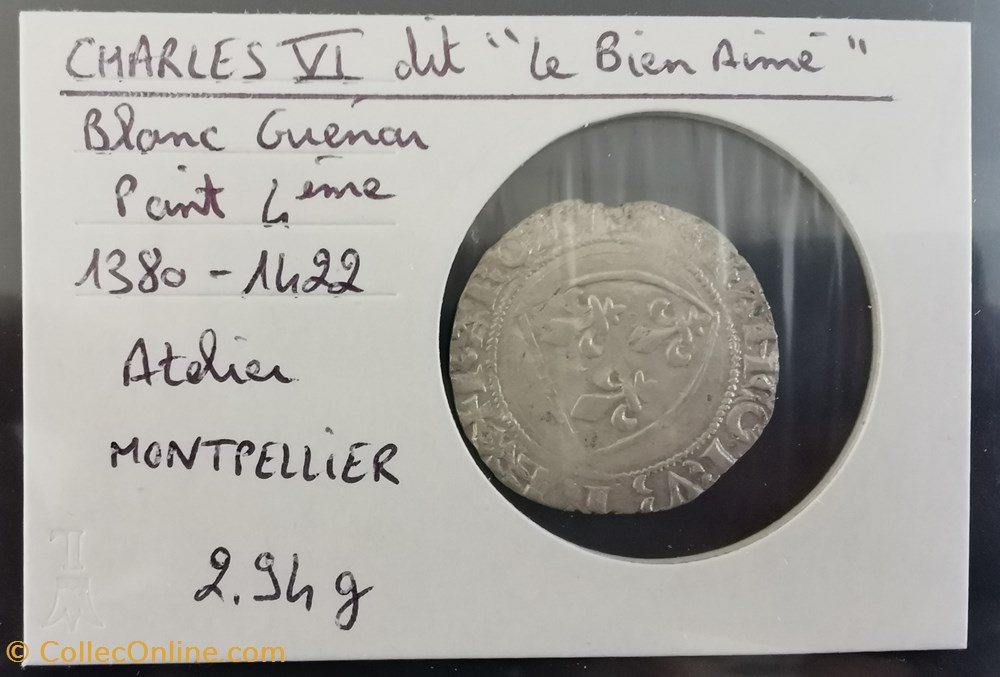 CHARLES VI dit "Le Bien Aimé"
Blanc Guénar
Point 4ème
1380 - 1422
Atelier
MONTPELLIER
2.94 g
© CollecOnline.com